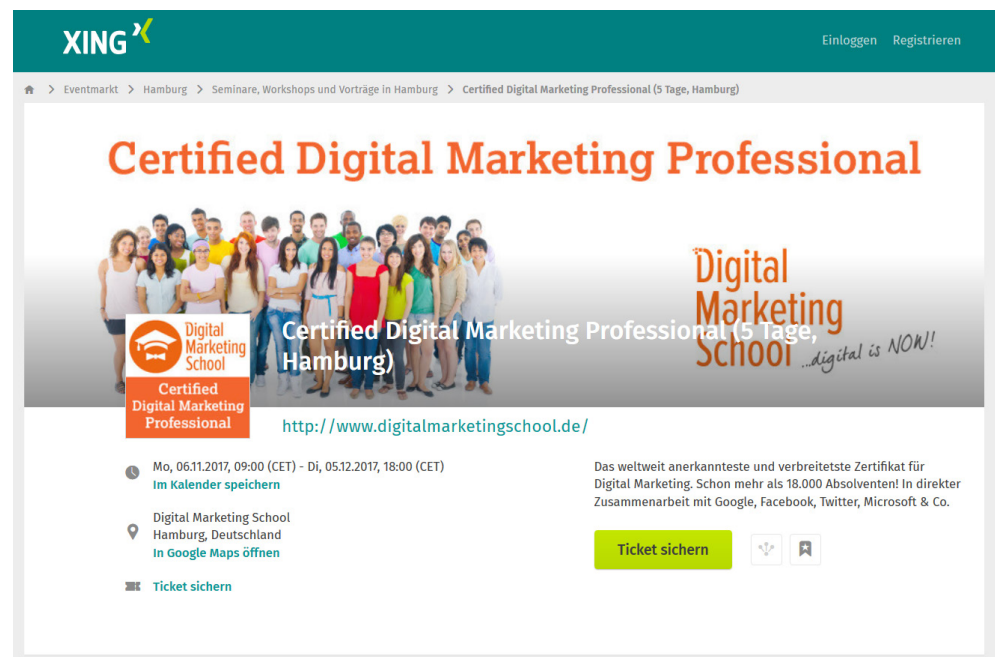 XING
Einloggen Registrieren
Eventmarkt > Hamburg > Seminare, Workshops und Vorträge in Hamburg > Certified Digital Marketing Professional (5 Tage, Hamburg)
Certified Digital Marketing Professional
Digital
Marketing
School
...digital is NOW!
Digital
Marketing
School
Certified
Digital Marketing
Professional
Certified Digital Marketing Professional (5 Tage,
Hamburg)
http://www.digitalmarketingschool.de/
Mo, 06.11.2017, 09:00 (CET) - Di, 05.12.2017, 18:00 (CET)
Im Kalender speichern
Digital Marketing School
Hamburg, Deutschland
In Google Maps öffnen
Ticket sichern
Das weltweit anerkannteste und verbreitetste Zertifikat für
Digital Marketing. Schon mehr als 18.000 Absolventen! In direkter
Zusammenarbeit mit Google, Facebook, Twitter, Microsoft & Co.
Ticket sichern